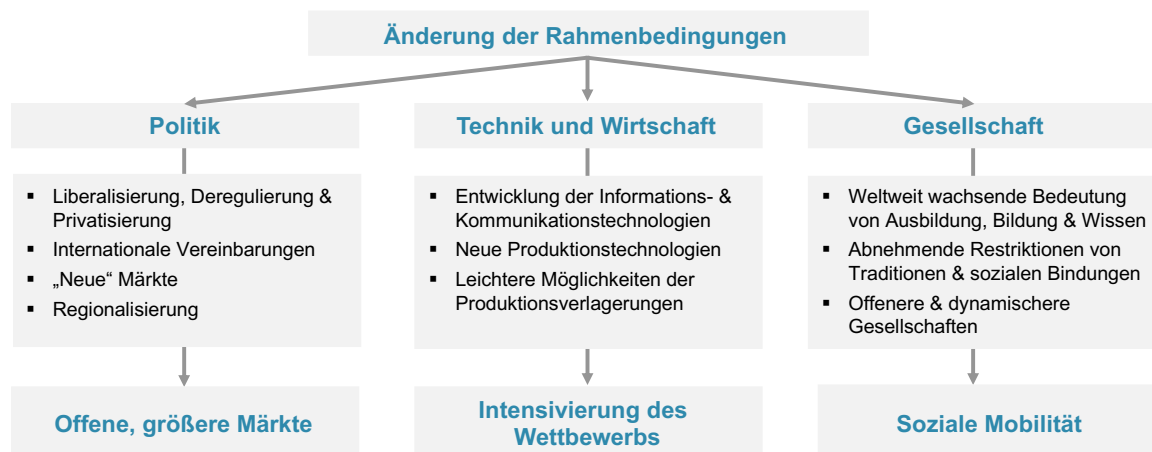 Änderung der Rahmenbedingungen
Politik
▪ Liberalisierung, Deregulierung &
Privatisierung
▪ Internationale Vereinbarungen
▪ „Neue“ Märkte
▪ Regionalisierung
Offene, größere Märkte
Technik und Wirtschaft
▪ Entwicklung der Informations- &
Kommunikationstechnologien
▪ Neue Produktionstechnologien
▪ Leichtere Möglichkeiten der
Produktionsverlagerungen
Intensivierung des
Wettbewerbs
Gesellschaft
▪ Weltweit wachsende Bedeutung
von Ausbildung, Bildung & Wissen
▪ Abnehmende Restriktionen von
Traditionen & sozialen Bindungen
▪ Offenere & dynamischere
Gesellschaften
Soziale Mobilität